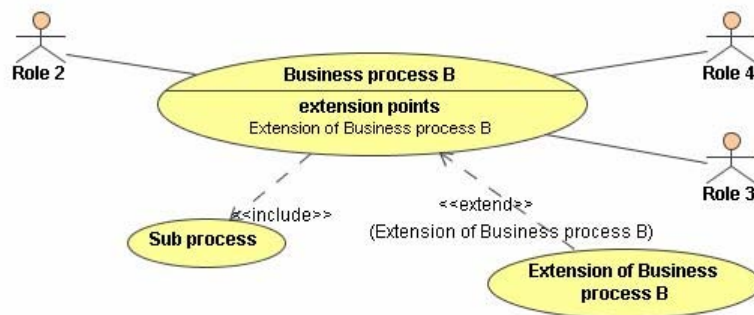 Role 2
Business process B
extension points
Extension of Business process B
Role 4
Role 3
<<include>>
Sub process
<<extend>>
(Extension of Business process B)
Extension of Business
process B